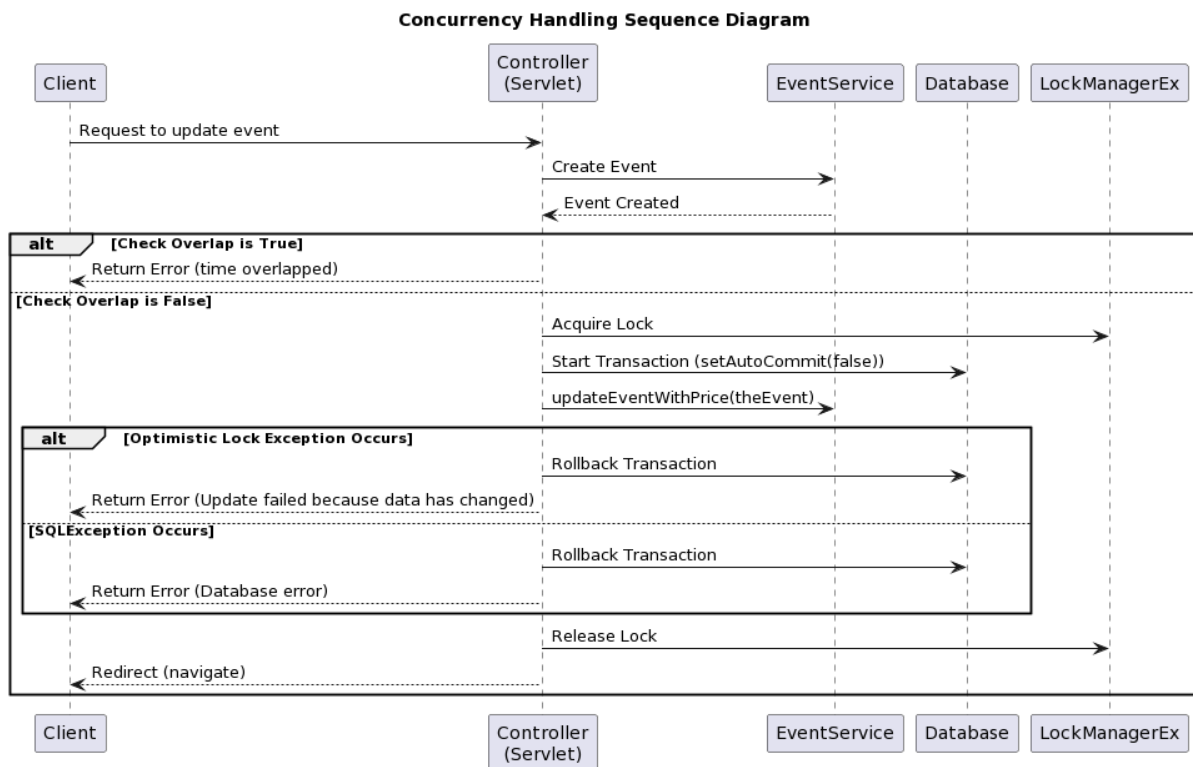 Concurrency Handling Sequence Diagram
Client
Controller
(Servlet)
EventService
Database
LockManagerEx
Request to update event
Create Event
Event Created
alt
[Check Overlap is True]
Return Error (time overlapped)
[Check Overlap is False]
Acquire Lock
Start Transaction (setAutoCommit(false))
updateEventWithPrice(theEvent)
alt
[Optimistic Lock Exception Occurs]
Rollback Transaction
Return Error (Update failed because data has changed)
[SQLException Occurs]
Rollback Transaction
Return Error (Database error)
Release Lock
Redirect (navigate)
Client
Controller
(Servlet)
EventService
Database
LockManagerEx